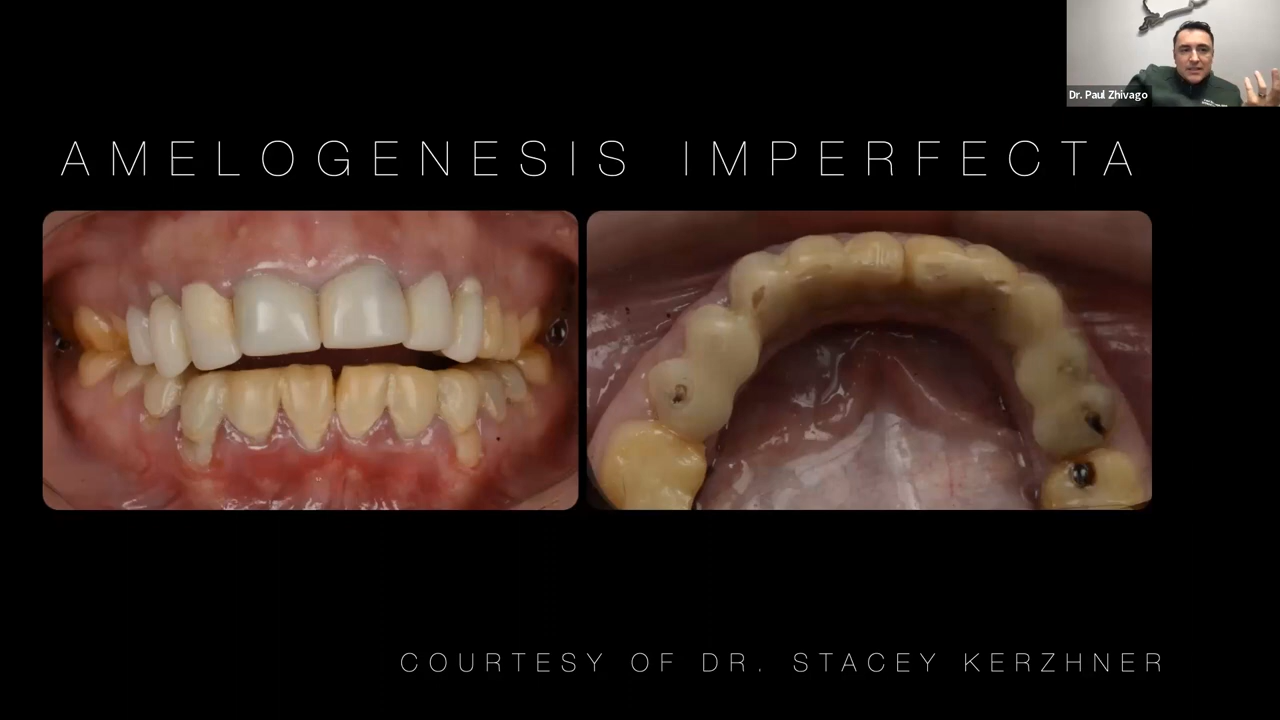 Dr. Paul Zhivago
AMELOGENESIS IMPERFECTA
COURTESY OF DR. STACEY KERZHNER